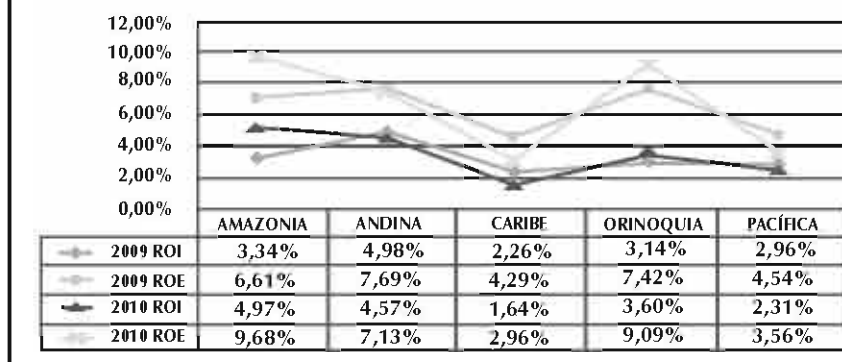 12,00%
10,00%
8,00%
6,00%
4,00%
2,00%
0,00%
AMAZONIA ANDINA CARIBE ORINOQUIA PACÍFICA
2009 ROI 3,34% 4,98% 2,26% 3,14% 2,96%
2009 ROE 6,61% 7,69% 4,29% 7,42% 4,54%
2010 ROI 4,97% 4,57% 1,64% 3,60% 2,31%
2010 ROE 9,68% 7,13% 2,96% 9,09% 3,56%